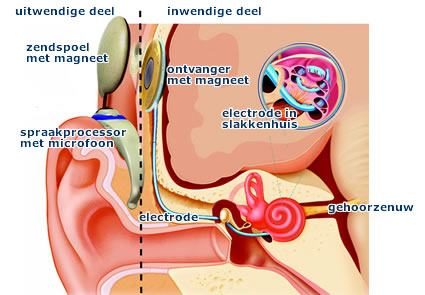 uitwendige deel
inwendige deel
zendspoel
met magneet
ontvanger
met magneet
electrode in
slakkenhuis
spraakprocessor
met microfoon
electrode
gehoorzenuw